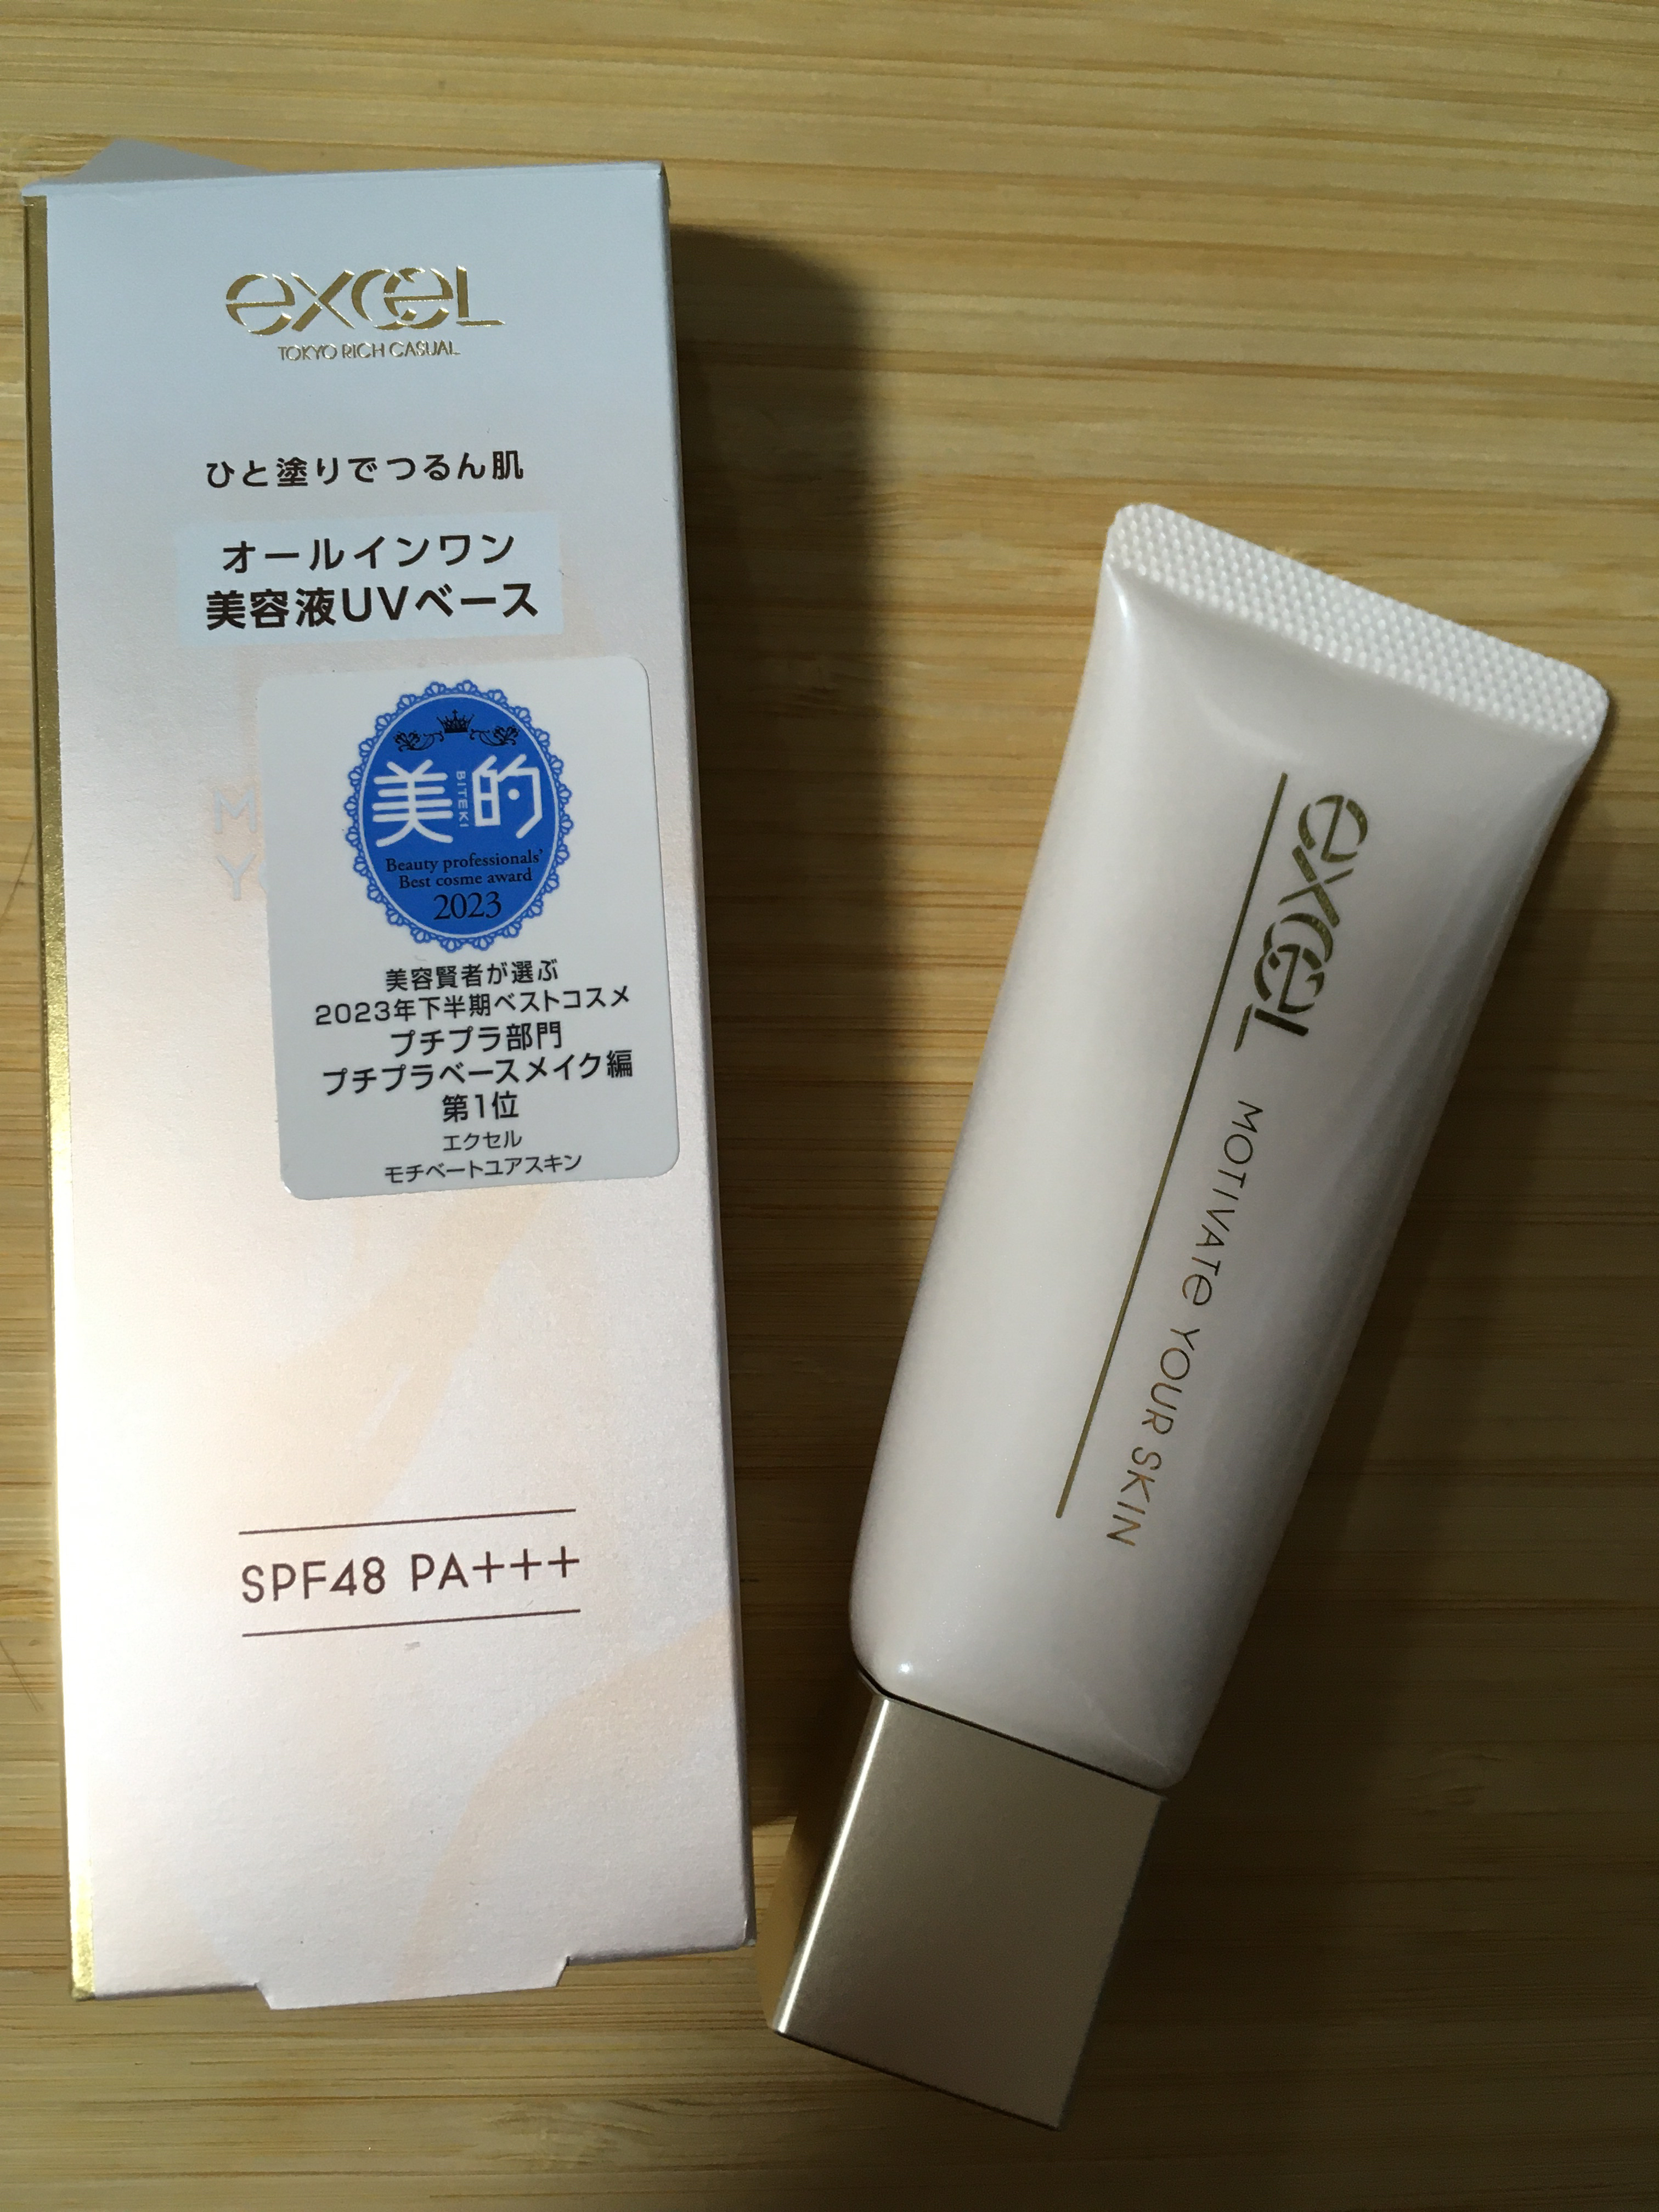 excel
TOKYO RICH CASUAL
ひと塗りでつるん肌
オールインワン
美容液UVベース
美的
BITEKI
Beauty professionals'
Best cosme award
2023
美容賢者が選ぶ
2023年下半期ベストコスメ
プチプラ部門
プチプラベースメイク編
第1位
エクセル
モチベートユアスキン
SPF48 PA+++
excel
MOTIVATE YOUR SKIN